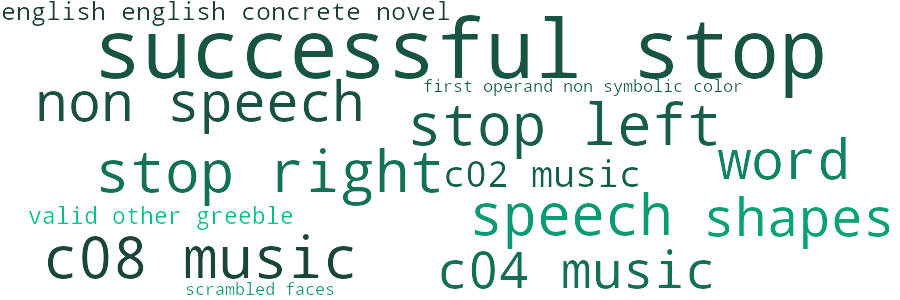 english english concrete novel
successful stop
non speech
first operand non symbolic color
stop left
word
stop right
c02 music
valid other greeble
speech
shapes
c08 music
c04 music
scrambled faces